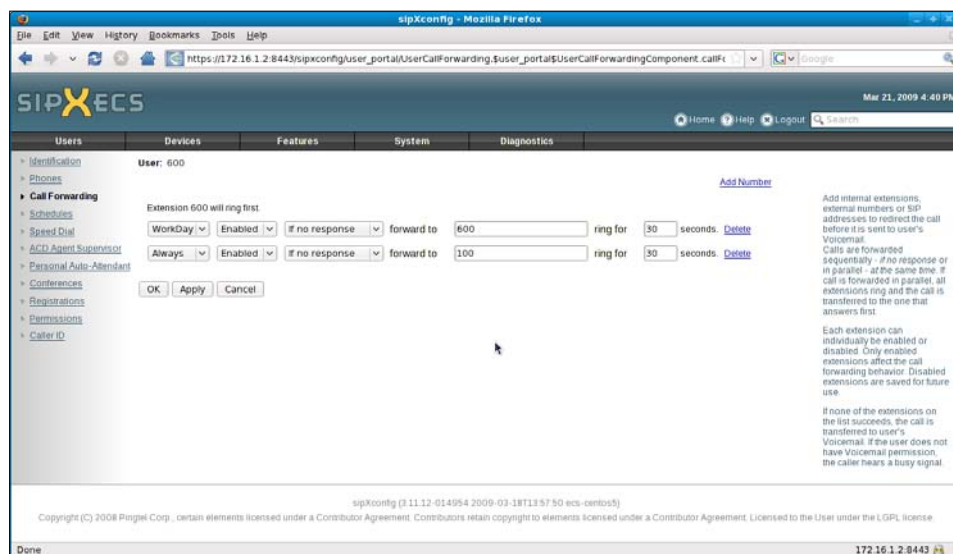 sipXconfig - Mozilla Firefox
File Edit View History Bookmarks Tools Help
https://172.16.1.2:8443/sipxconfig/user_portal/UserCallForwarding.$user_portal$UserCallForwardingComponent.callFc
Google
SIPXECS
Mar 21, 2009 4:40 PM
Home Help Logout Search
Users Devices Features System Diagnostics
Identification
Phones
Call Forwarding
Schedules
Speed Dial
ACD Agent Supervisor
Personal Auto-Attendant
Conferences
Registrations
Permissions
Caller ID
User: 600
Add Number
Extension 600 will ring first.
WorkDay Enabled If no response forward to 600 ring for 30 seconds. Delete
Always Enabled If no response forward to 100 ring for 30 seconds. Delete
OK Apply Cancel
Add internal extensions,
external numbers or SIP
addresses to redirect the call
before it is sent to user's
Voicemail.
Calls are forwarded
sequentially - if no response or
in parallel - at the same time. If
call is forwarded in parallel, all
extensions ring and the call is
transferred to the one that
answers first.
Each extension can
individually be enabled or
disabled. Only enabled
extensions affect the call
forwarding behavior. Disabled
extensions are saved for future
use.
If none of the extensions on
the list succeeds, the call is
transferred to user's
Voicemail. If the user does not
have Voicemail permission,
the caller hears a busy signal.
sipXconfig (3.11.12-014954 2009-03-18T13:57:50 ecs-centos5)
Copyright (C) 2008 Pingtel Corp., certain elements licensed under a Contributor Agreement. Contributors retain copyright to elements licensed under a Contributor Agreement. Licensed to the User under the LGPL license.
Done
172.16.1.2:8443